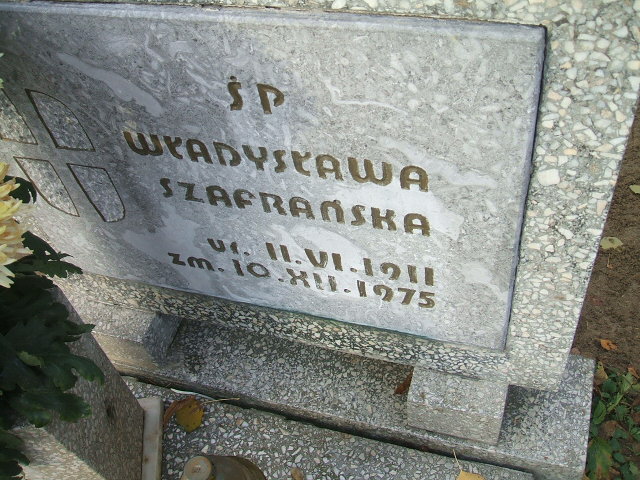 ŚP
WŁADYSŁAWA
SZAFRAŃSKA
ur. 11.VI.1911
zm. 10.XII.1975